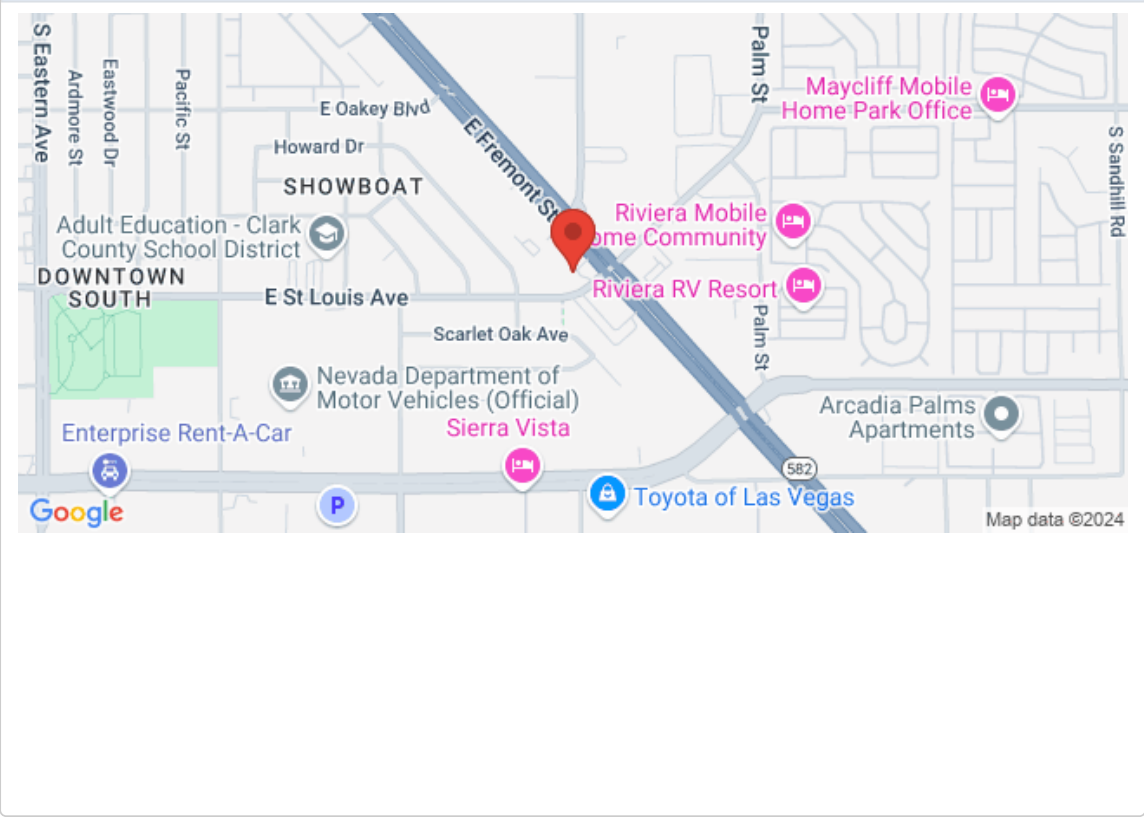 S Eastern Ave
Ardmore St
Eastwood Dr
Pacific St
E Oakey Blvd
Howard Dr
SHOWBOAT
E Fremont St
Palm St
Maycliff Mobile
Home Park Office
S Sandhill Rd
Adult Education - Clark
County School District
Riviera Mobile
ome Community
DOWNTOWN
SOUTH
E St Louis Ave
Riviera RV Resort
Scarlet Oak Ave
Palm St
Nevada Department of
Motor Vehicles (Official)
Arcadia Palms
Apartments
Sierra Vista
Enterprise Rent-A-Car
582
P
Toyota of Las Vegas
Google
Map data ©2024